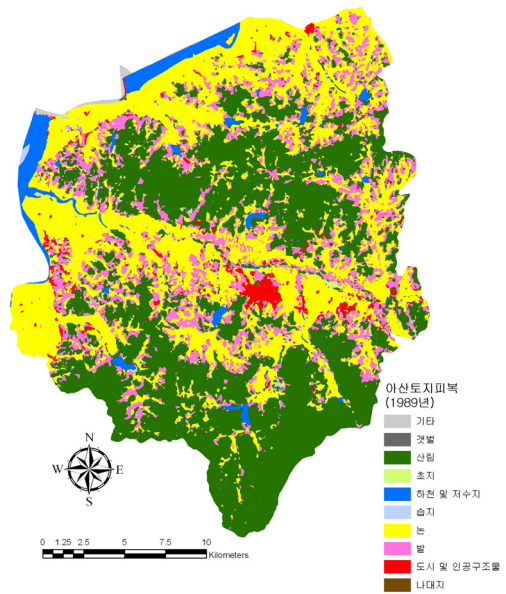 아산토지피복
(1989년)
기타
갯벌
산림
초지
하천 및 저수지
습지
논
밭
도시 및 인공구조물
나대지
N
W E
S
0 1.25 2.5 5 7.5 10
Kilometers